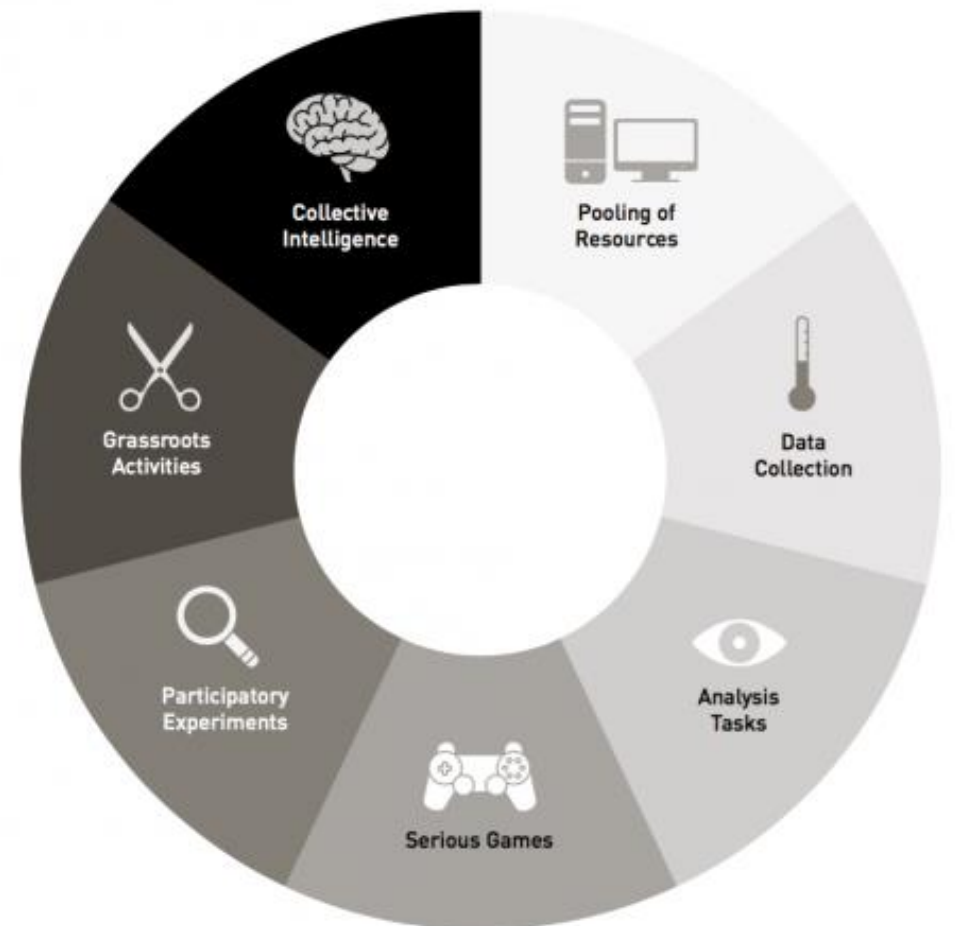 Collective
Intelligence
Pooling of
Resources
Data
Collection
Analysis
Tasks
Serious Games
Participatory
Experiments
Grassroots
Activities